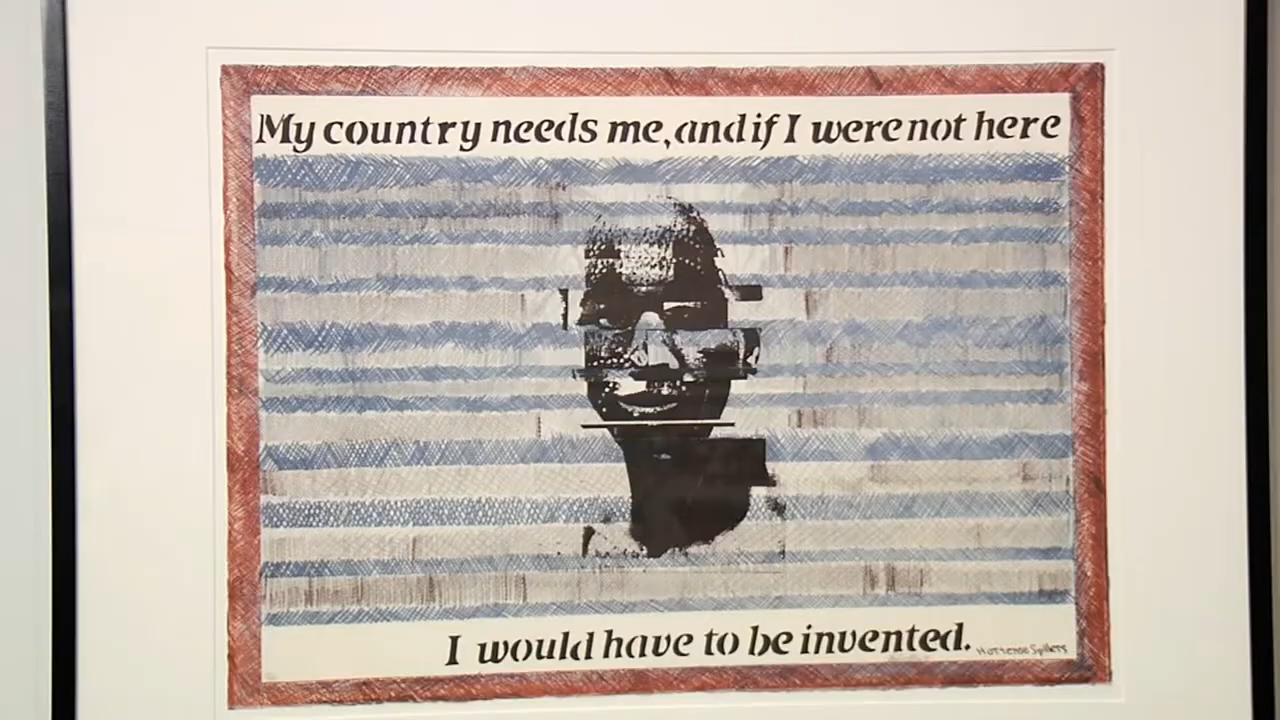 My country needs me, and if I were not here
I would have to be invented.
Hortense Spillers